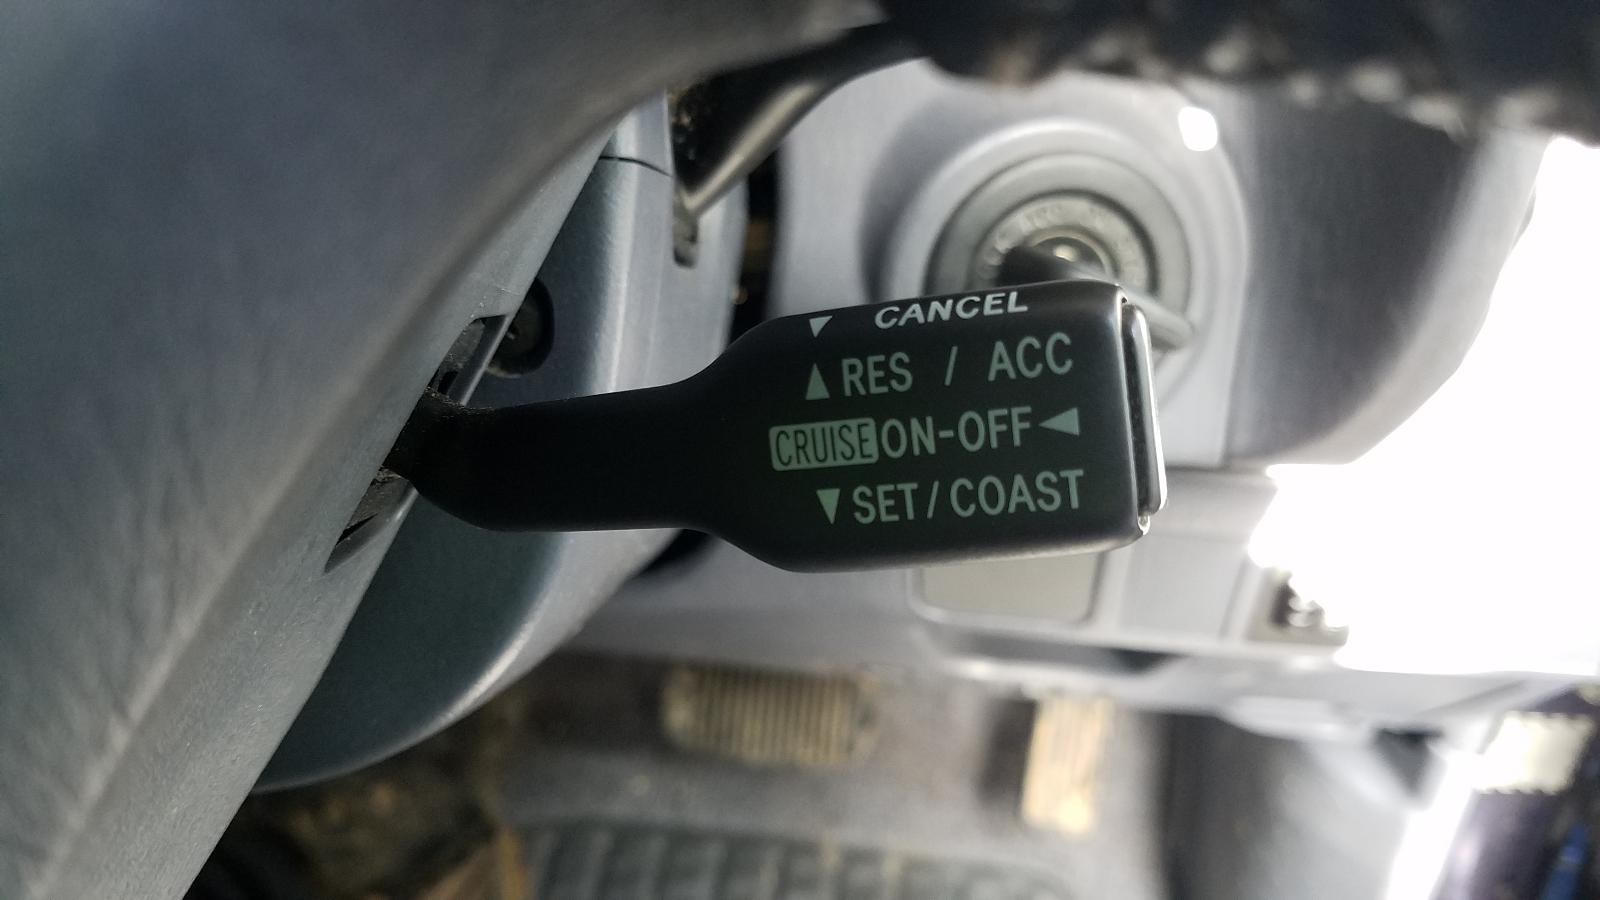 ▼ CANCEL
▲ RES / ACC
CRUISE ON-OFF ◀
▼ SET/COAST